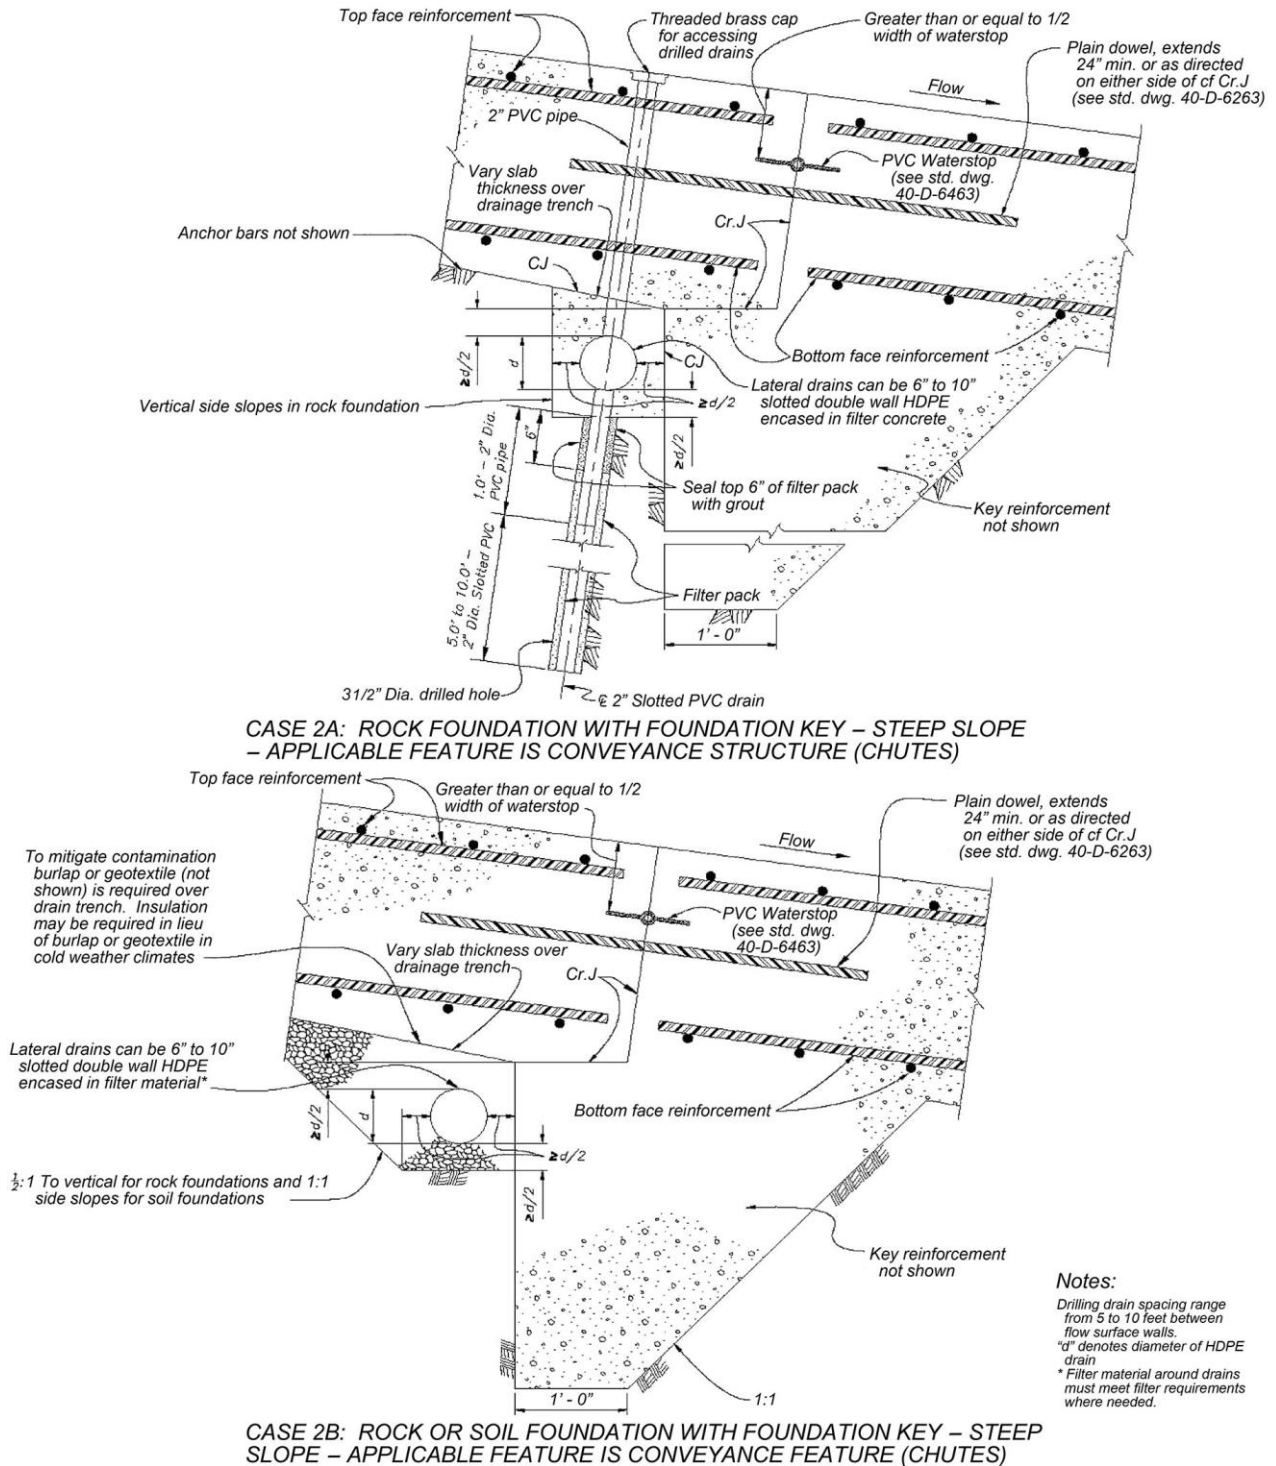 Top face reinforcement
Threaded brass cap
for accessing
drilled drains
Greater than or equal to 1/2
width of waterstop
Plain dowel, extends
24" min. or as directed
on either side of cf Cr.J
(see std. dwg. 40-D-6263)
Flow
2" PVC pipe
PVC Waterstop
(see std. dwg.
40-D-6463)
Vary slab
thickness over
drainage trench
Cr.J
Anchor bars not shown
CJ
≥d/2
d
CJ
Bottom face reinforcement
Lateral drains can be 6" to 10"
slotted double wall HDPE
encased in filter concrete
≥d/2
Vertical side slopes in rock foundation
6"
1.0' - 2" Dia.
PVC pipe
≥d/2
Seal top 6" of filter pack
with grout
Key reinforcement
not shown
5.0' to 10.0' -
2" Dia. Slotted PVC
Filter pack
1' - 0"
31/2" Dia. drilled hole
℄ 2" Slotted PVC drain
CASE 2A: ROCK FOUNDATION WITH FOUNDATION KEY – STEEP SLOPE
– APPLICABLE FEATURE IS CONVEYANCE STRUCTURE (CHUTES)
Top face reinforcement
Greater than or equal to 1/2
width of waterstop
Plain dowel, extends
24" min. or as directed
on either side of cf Cr.J
(see std. dwg. 40-D-6263)
Flow
To mitigate contamination
burlap or geotextile (not
shown) is required over
drain trench. Insulation
may be required in lieu
of burlap or geotextile in
cold weather climates
PVC Waterstop
(see std. dwg.
40-D-6463)
Vary slab thickness over
drainage trench
Cr.J
Lateral drains can be 6" to 10"
slotted double wall HDPE
encased in filter material*
≥d/2
d
Bottom face reinforcement
≥d/2
½:1 To vertical for rock foundations and 1:1
side slopes for soil foundations
≥d/2
Key reinforcement
not shown
1' - 0"
1:1
Notes:
Drilling drain spacing range
from 5 to 10 feet between
flow surface walls.
"d" denotes diameter of HDPE
drain
* Filter material around drains
must meet filter requirements
where needed.
CASE 2B: ROCK OR SOIL FOUNDATION WITH FOUNDATION KEY – STEEP
SLOPE – APPLICABLE FEATURE IS CONVEYANCE FEATURE (CHUTES)